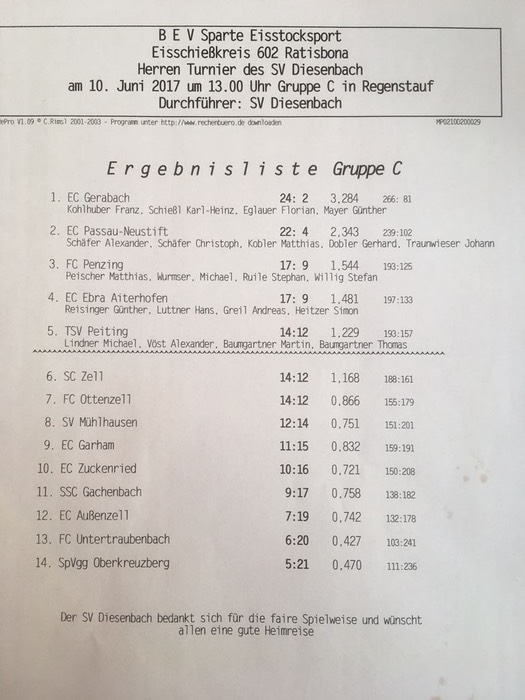 B E V Sparte Eisstocksport
Eisschießkreis 602 Ratisbona
Herren Turnier des SV Diesenbach
am 10. Juni 2017 um 13.00 Uhr Gruppe C in Regenstauf
Durchführer: SV Diesenbach
ePro V1.09 © C.Riesl 2001-2003 - Programm unter http://www.rechenbuero.de downloaden MP02100200029
Ergebnisliste Gruppe C
1. EC Gerabach 24: 2 3,284 266: 81
Kohlhuber Franz, Schießl Karl-Heinz, Eglauer Florian, Mayer Günther
2. EC Passau-Neustift 22: 4 2,343 239:102
Schäfer Alexander, Schäfer Christoph, Kobler Matthias, Dobler Gerhard, Traunwieser Johann
3. FC Penzing 17: 9 1,544 193:125
Peischer Matthias, Wurmser, Michael, Ruile Stephan, Willig Stefan
4. EC Ebra Aiterhofen 17: 9 1,481 197:133
Reisinger Günther, Luttner Hans, Greil Andreas, Heitzer Simon
5. TSV Peiting 14:12 1,229 193:157
Lindner Michael, Vöst Alexander, Baumgartner Martin, Baumgartner Thomas
6. SC Zell 14:12 1,168 188:161
7. FC Ottenzell 14:12 0,866 155:179
8. SV Mühlhausen 12:14 0,751 151:201
9. EC Garham 11:15 0,832 159:191
10. EC Zuckenried 10:16 0,721 150:208
11. SSC Gachenbach 9:17 0,758 138:182
12. EC Außenzell 7:19 0,742 132:178
13. FC Untertraubenbach 6:20 0,427 103:241
14. SpVgg Oberkreuzberg 5:21 0,470 111:236
Der SV Diesenbach bedankt sich für die faire Spielweise und wünscht
allen eine gute Heimreise